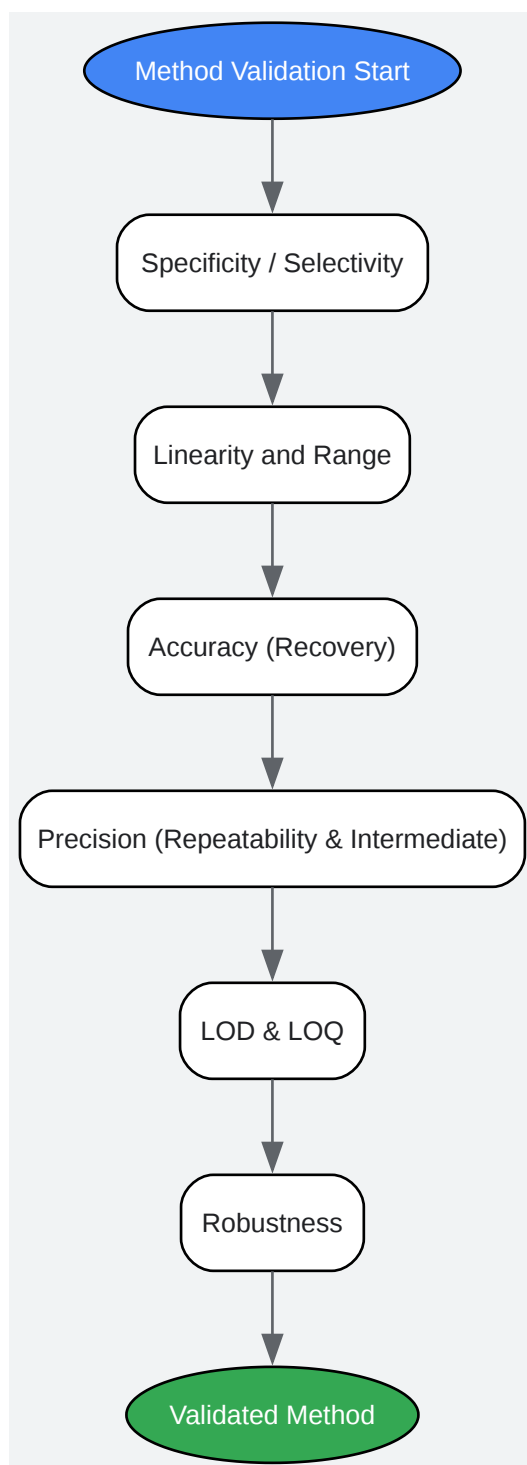 Method Validation Start
Specificity / Selectivity
Linearity and Range
Accuracy (Recovery)
Precision (Repeatability & Intermediate)
LOD & LOQ
Robustness
Validated Method